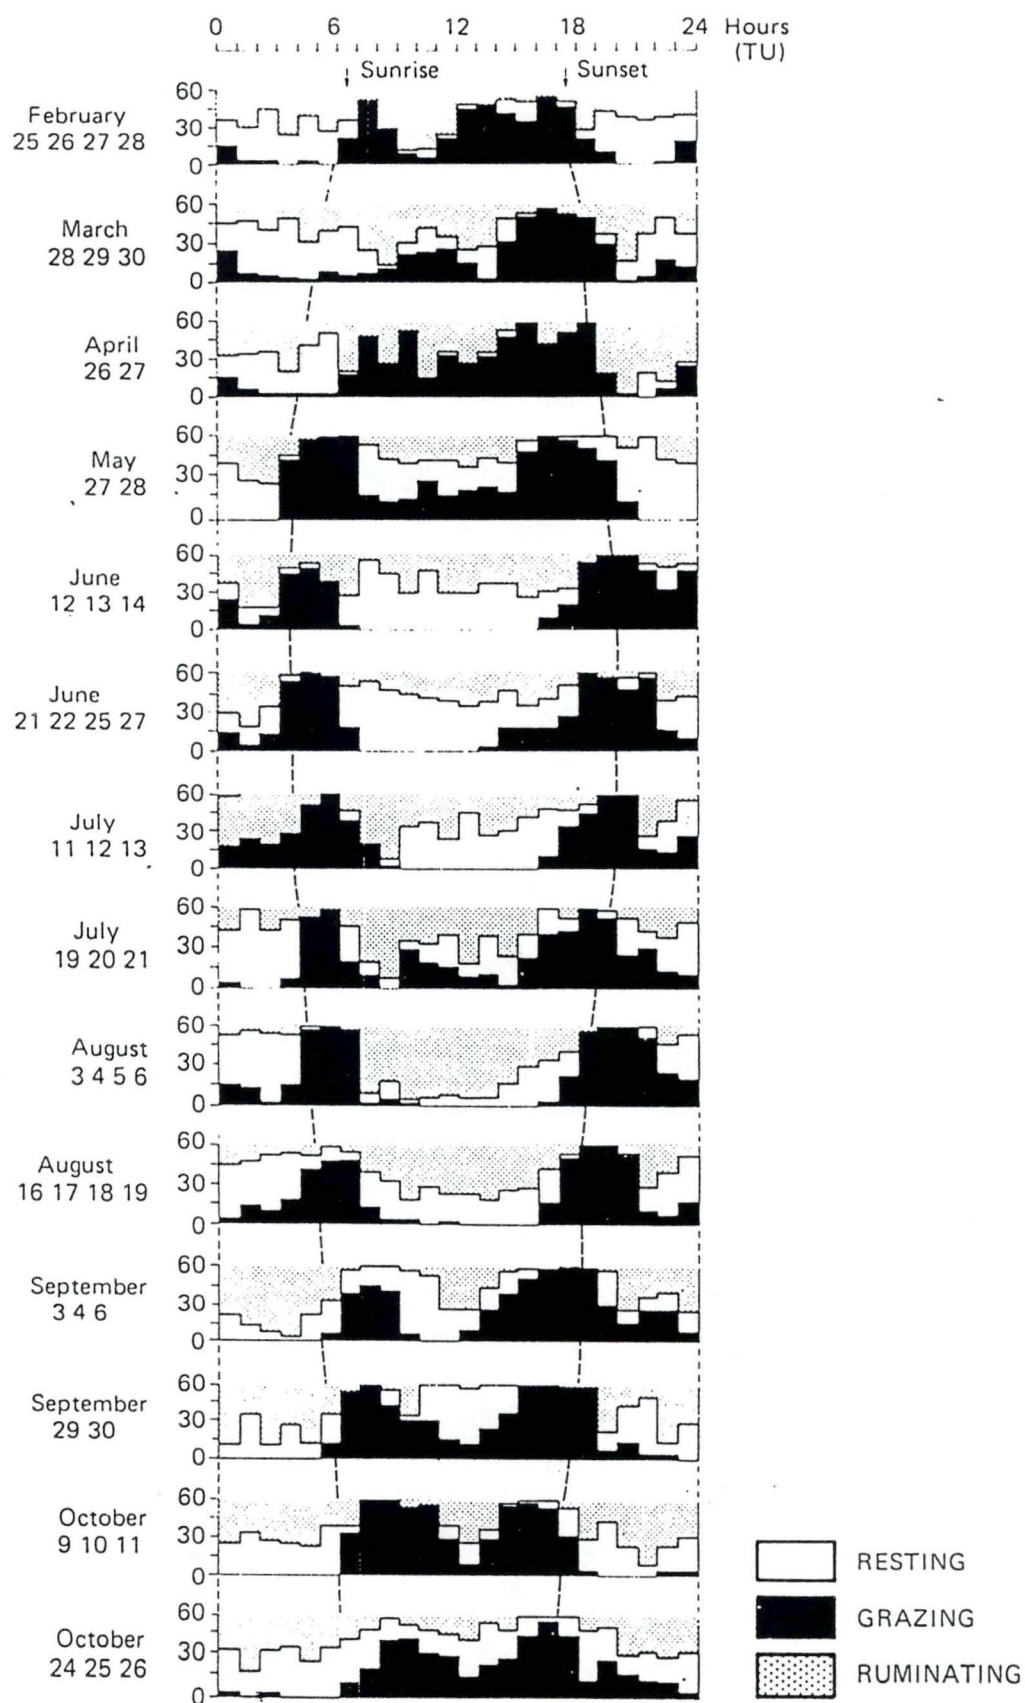 0 6 12 18 24 Hours
(TU)
Sunrise Sunset
February
25 26 27 28
60
30
0
March
28 29 30
60
30
0
April
26 27
60
30
0
May
27 28
60
30
0
June
12 13 14
60
30
0
June
21 22 25 27
60
30
0
July
11 12 13
60
30
0
July
19 20 21
60
30
0
August
3 4 5 6
60
30
0
August
16 17 18 19
60
30
0
September
3 4 6
60
30
0
September
29 30
60
30
0
October
9 10 11
60
30
0
October
24 25 26
60
30
0
RESTING
GRAZING
RUMINATING